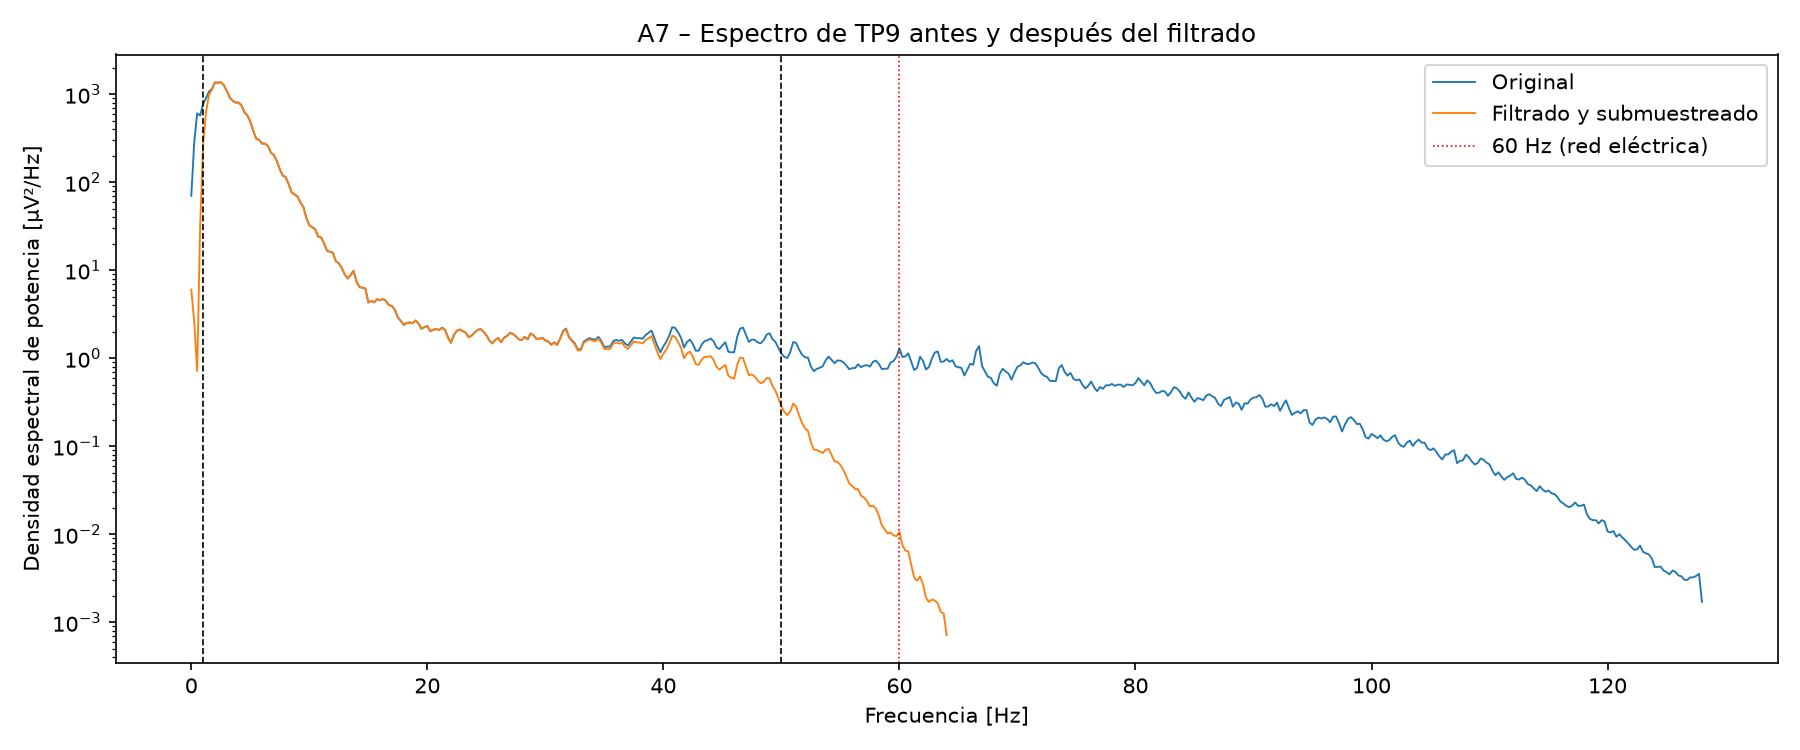 A7 – Espectro de TP9 antes y después del filtrado
Densidad espectral de potencia [µV²/Hz]
10³
10²
10¹
10⁰
10⁻¹
10⁻²
10⁻³
Original
Filtrado y submuestreado
60 Hz (red eléctrica)
0 20 40 60 80 100 120
Frecuencia [Hz]